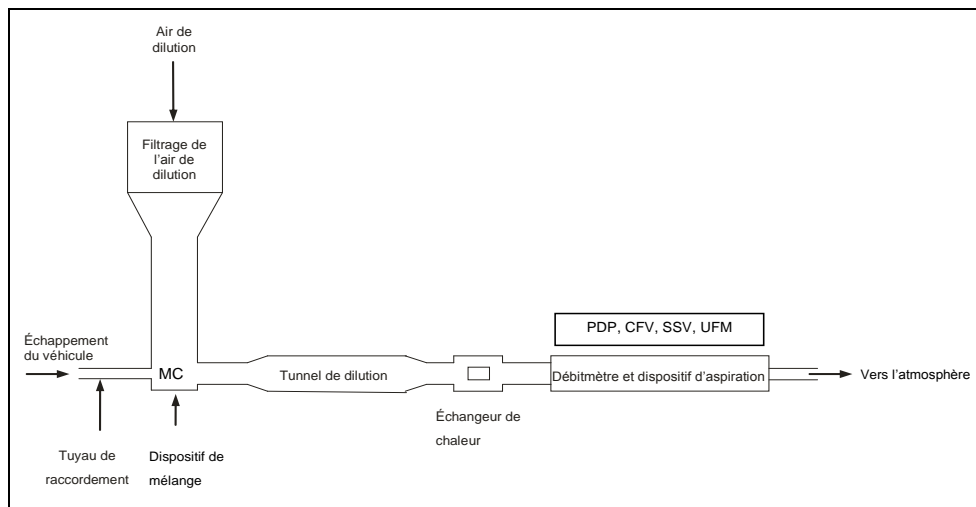 Air de
dilution
Filtrage de
l'air de
dilution
PDP, CFV, SSV, UFM
Échappement
du véhicule
MC
Tunnel de dilution
Débitmètre et dispositif d'aspiration
Vers l'atmosphère
Échangeur de
chaleur
Tuyau de
raccordement
Dispositif de
mélange